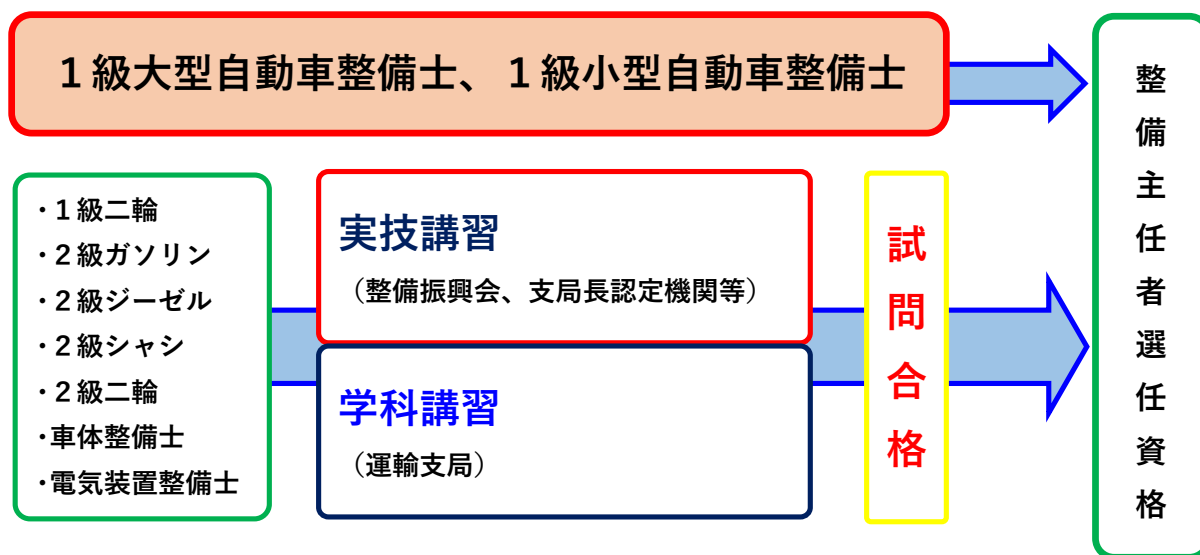 １級大型自動車整備士、１級小型自動車整備士
・１級二輪
・２級ガソリン
・２級ジーゼル
・２級シャシ
・２級二輪
・車体整備士
・電気装置整備士
実技講習
（整備振興会、支局長認定機関等）
学科講習
（運輸支局）
試問合格
整備主任者選任資格